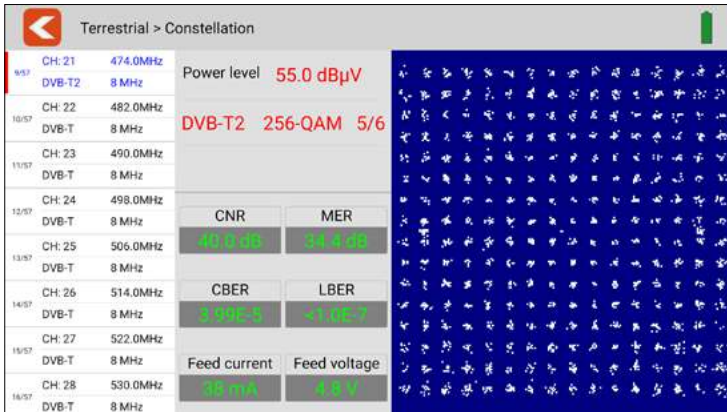 Terrestrial > Constellation
9/57
CH: 21 474.0MHz
DVB-T2 8 MHz
10/57
CH: 22 482.0MHz
DVB-T 8 MHz
11/57
CH: 23 490.0MHz
DVB-T 8 MHz
12/57
CH: 24 498.0MHz
DVB-T 8 MHz
13/57
CH: 25 506.0MHz
DVB-T 8 MHz
14/57
CH: 26 514.0MHz
DVB-T 8 MHz
15/57
CH: 27 522.0MHz
DVB-T 8 MHz
16/57
CH: 28 530.0MHz
DVB-T 8 MHz
Power level 55.0 dBµV
DVB-T2 256-QAM 5/6
CNR MER
40.0 dB 34.4 dB
CBER LBER
3.99E-5 <1.0E-7
Feed current Feed voltage
38 mA 4.8 V